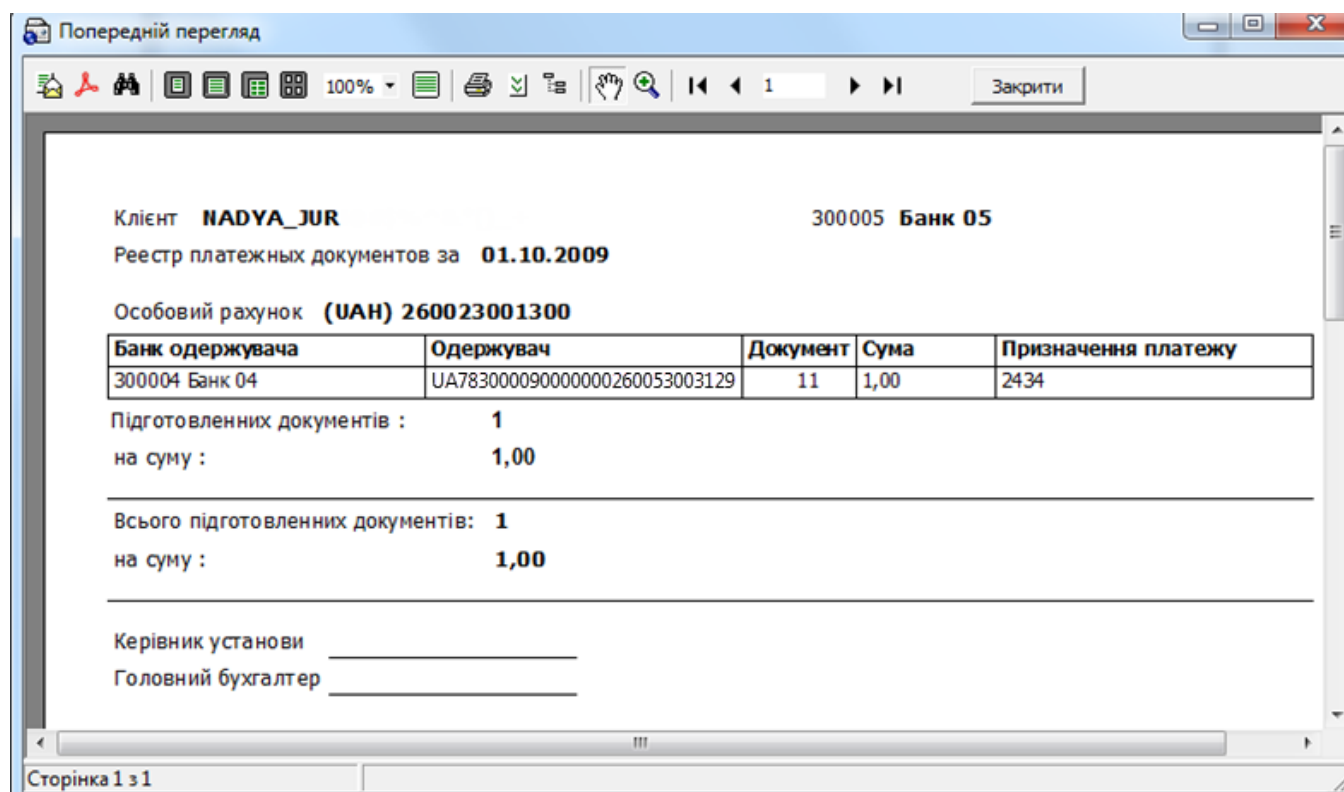 Попередній перегляд
100% 1 Закрити
Клієнт NADYA_JUR 300005 Банк 05
Реестр платежных документов за 01.10.2009
Особовий рахунок (UAH) 260023001300
Банк одержувача Одержувач Документ Сума Призначення платежу
300004 Банк 04 UA783000090000000260053003129 11 1,00 2434
Підготовленних документів : 1
на суму : 1,00
Всього підготовленних документів: 1
на суму : 1,00
Керівник установи
Головний бухгалтер
Сторінка 1 з 1